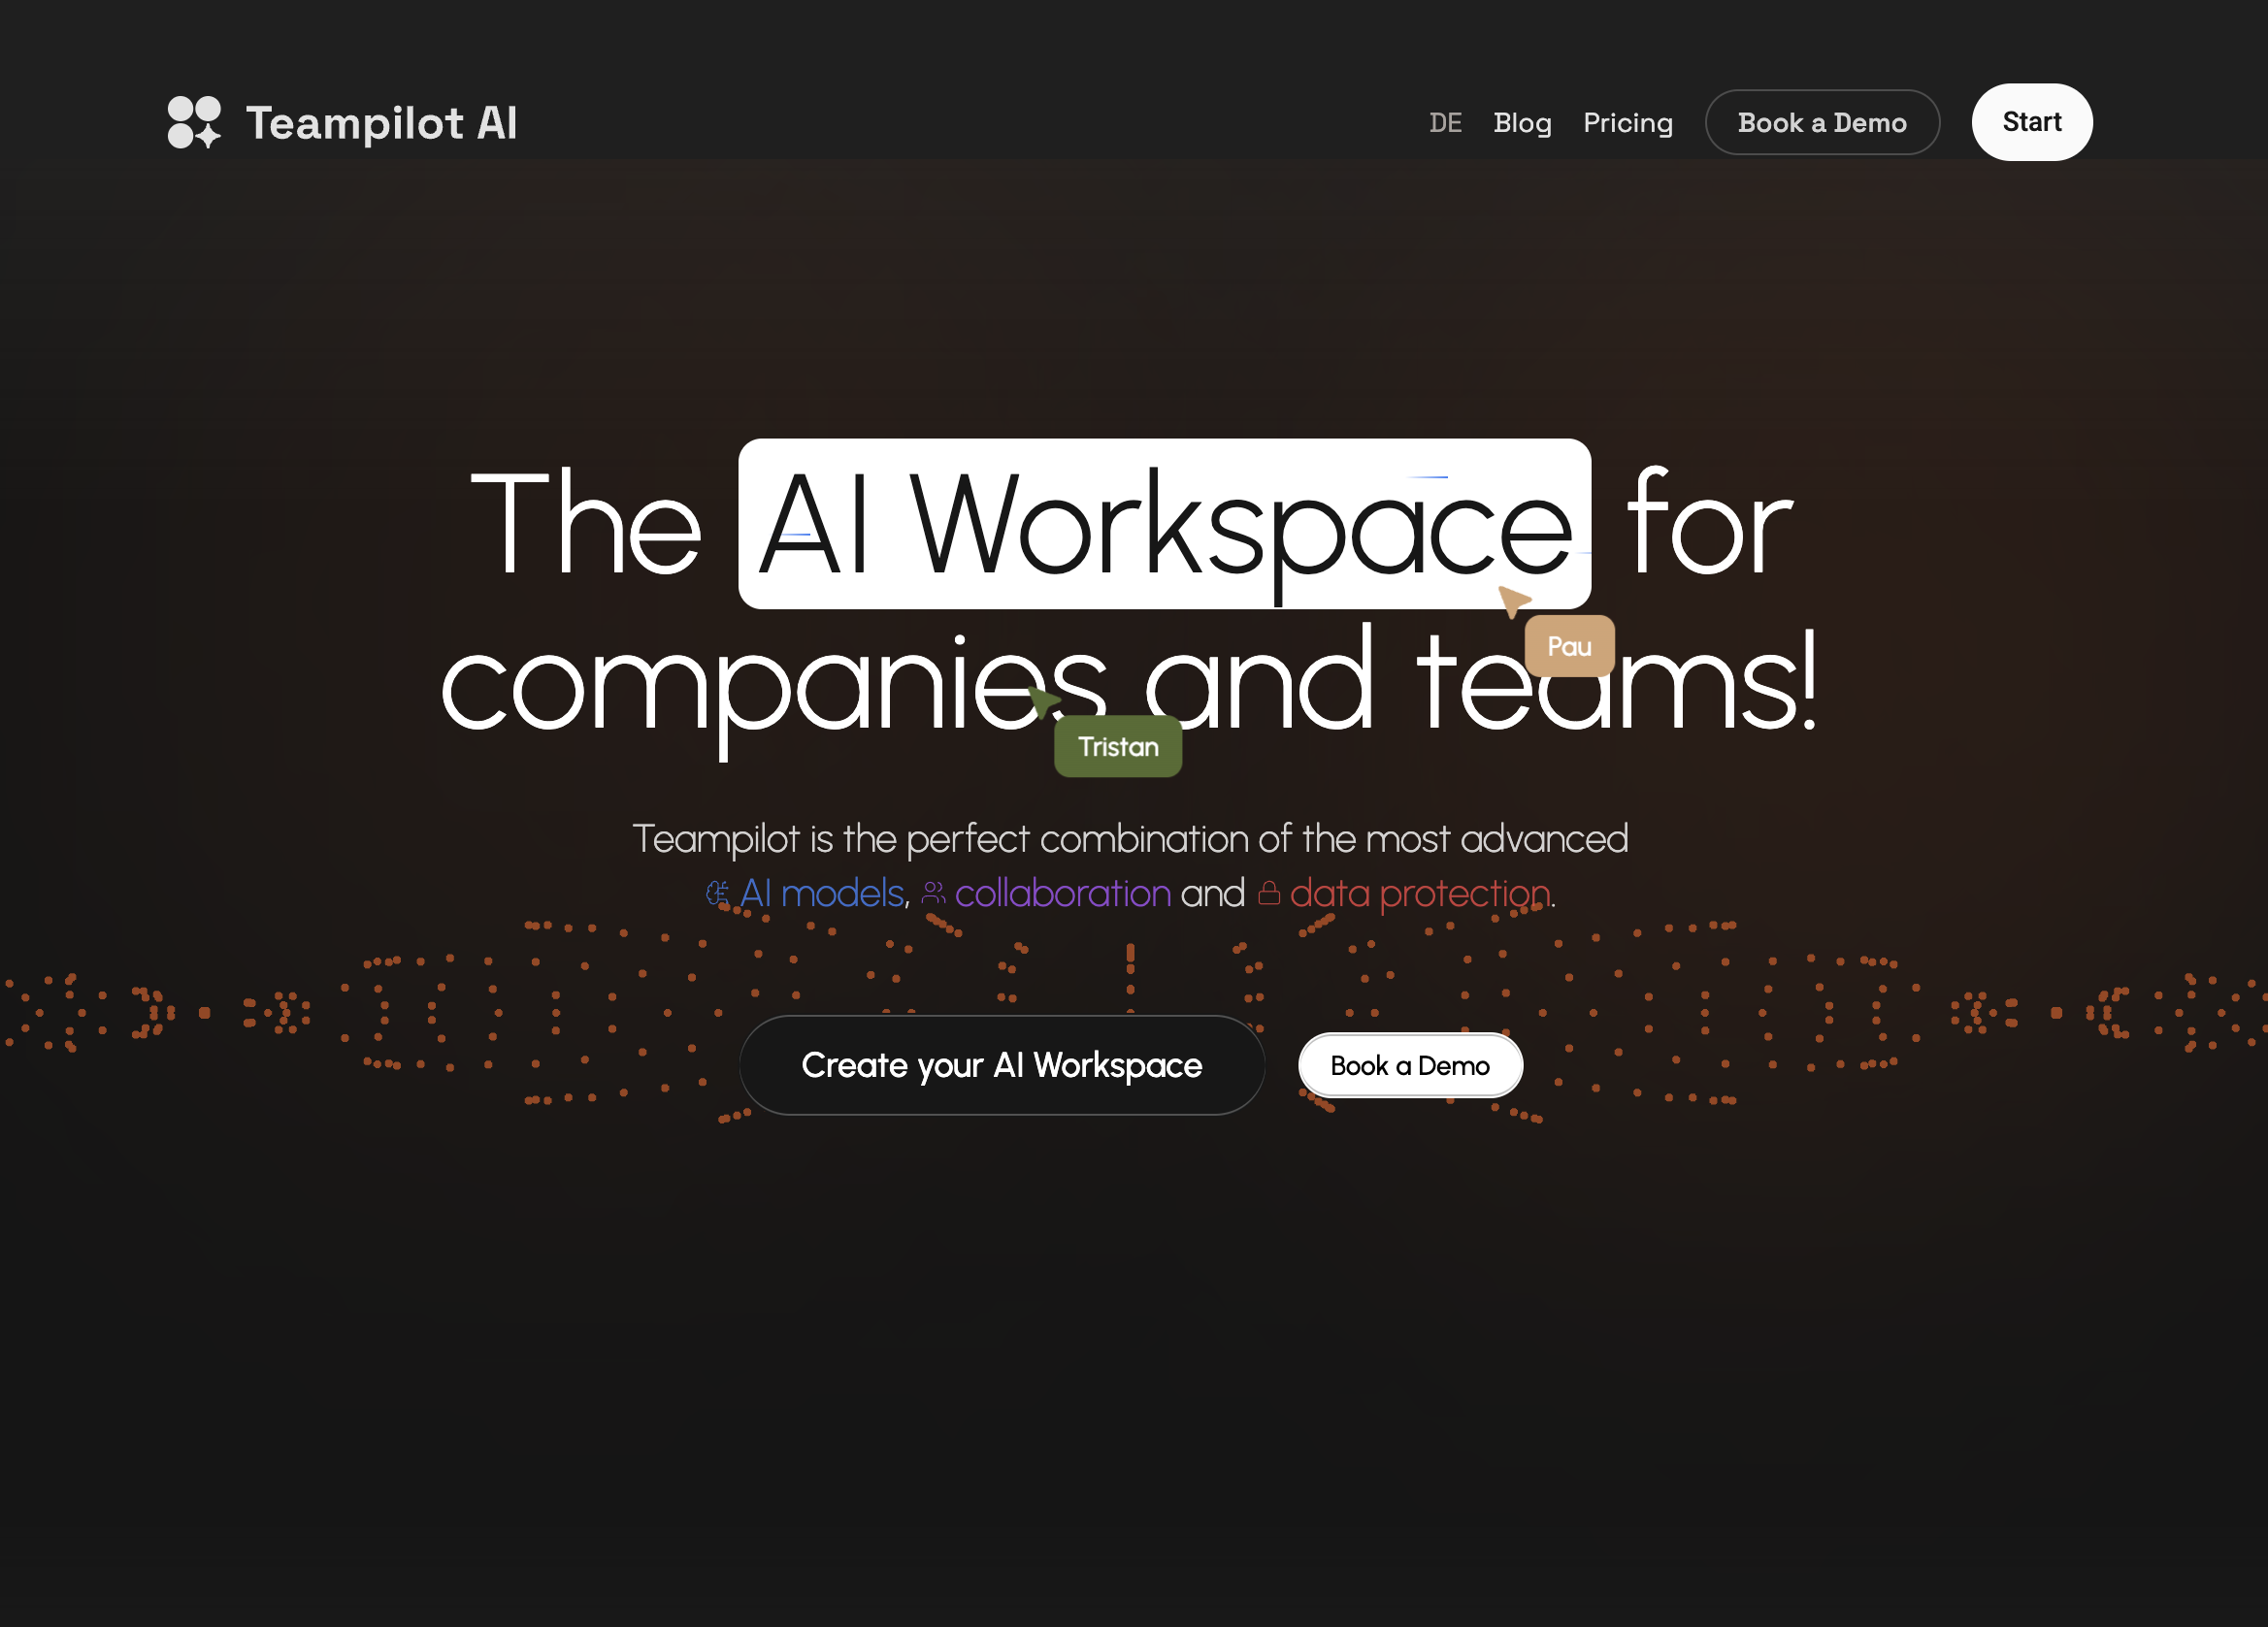 Teampilot AI
DE Blog Pricing Book a Demo Start
The AI Workspace for
companies and teams!
Pau
Tristan
Teampilot is the perfect combination of the most advanced
AI models, collaboration and data protection.
Create your AI Workspace Book a Demo